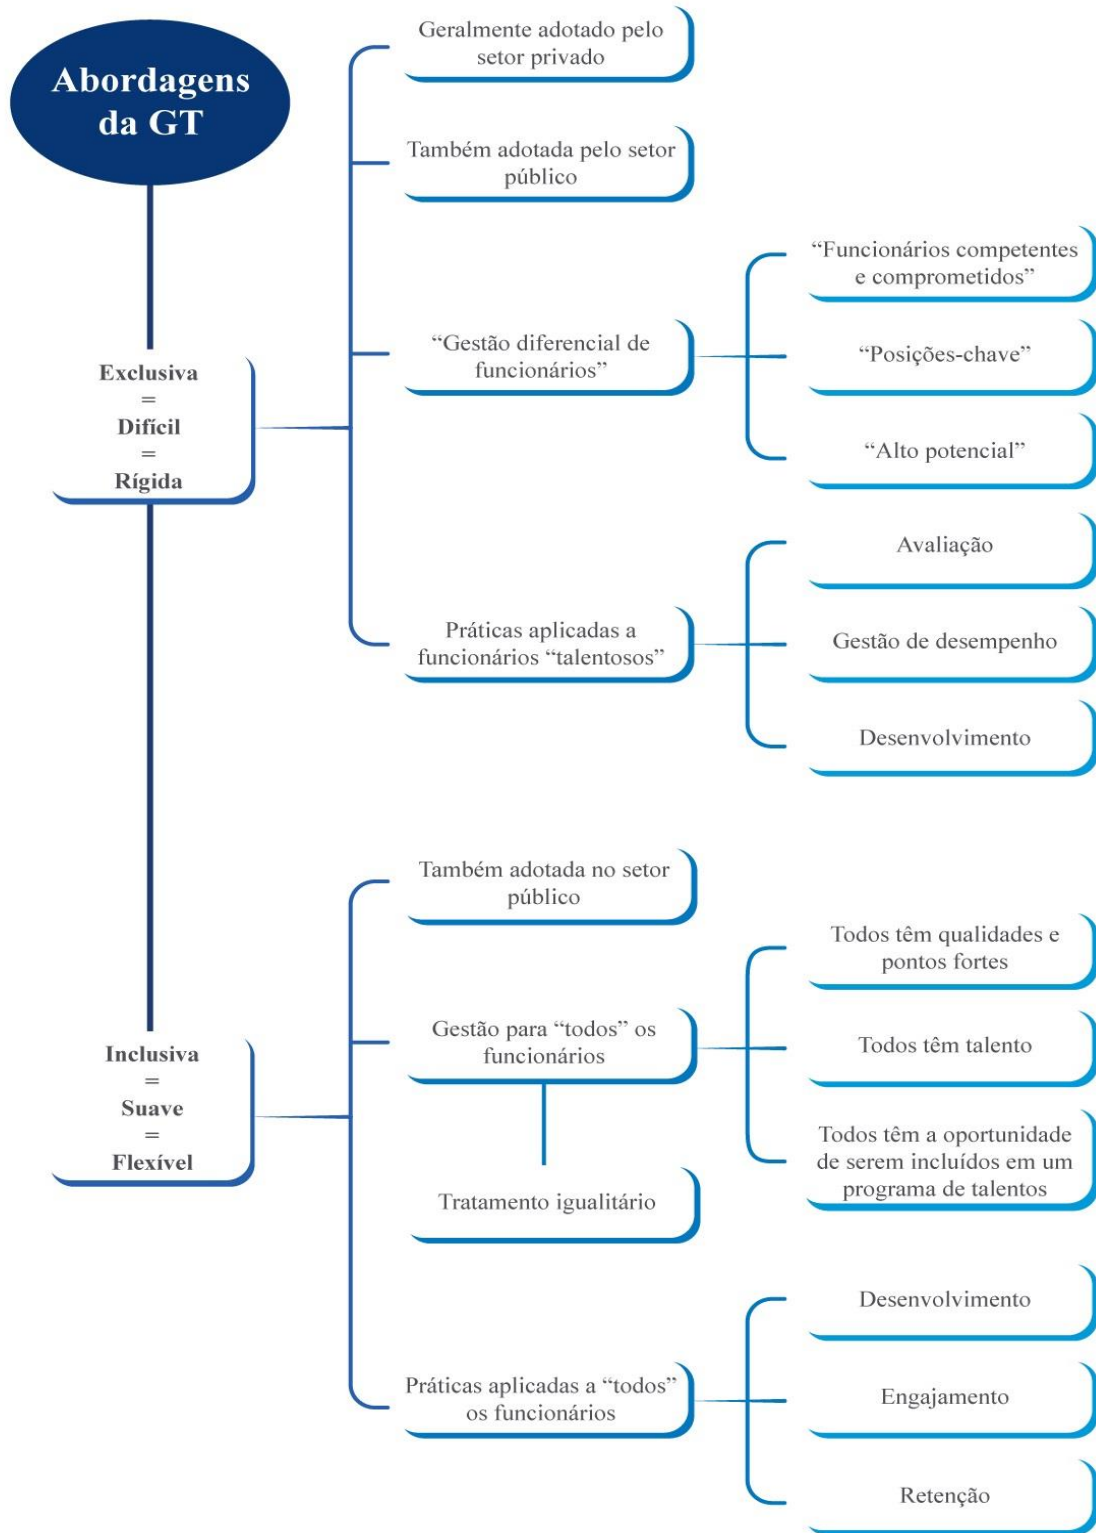 Abordagens
da GT
Exclusiva
=
Difícil
=
Rígida
Geralmente adotado pelo
setor privado
Também adotada pelo setor
público
“Gestão diferencial de
funcionários”
“Funcionários competentes
e comprometidos”
“Posições-chave”
“Alto potencial”
Práticas aplicadas a
funcionários “talentosos”
Avaliação
Gestão de desempenho
Desenvolvimento
Inclusiva
=
Suave
=
Flexível
Também adotada no setor
público
Gestão para “todos” os
funcionários
Tratamento igualitário
Todos têm qualidades e
pontos fortes
Todos têm talento
Todos têm a oportunidade
de serem incluídos em um
programa de talentos
Práticas aplicadas a “todos”
os funcionários
Desenvolvimento
Engajamento
Retenção